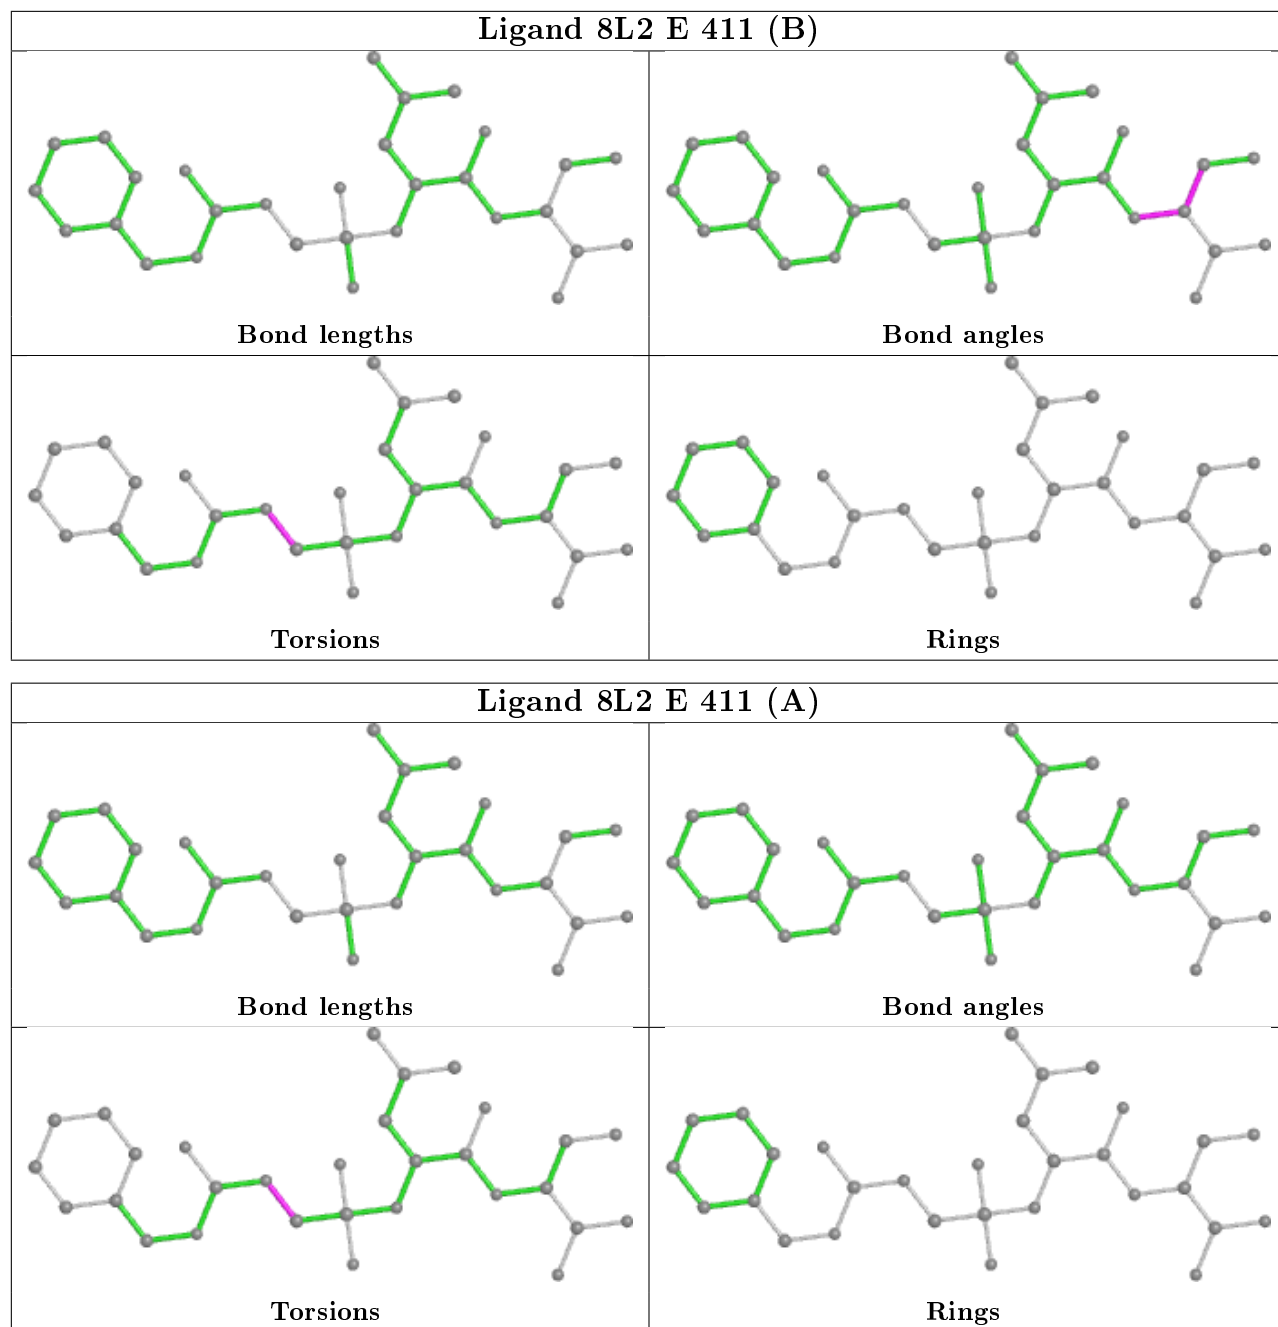 Ligand 8L2 E 411 (B)
Bond lengths
Bond angles
Torsions
Rings
Ligand 8L2 E 411 (A)
Bond lengths
Bond angles
Torsions
Rings